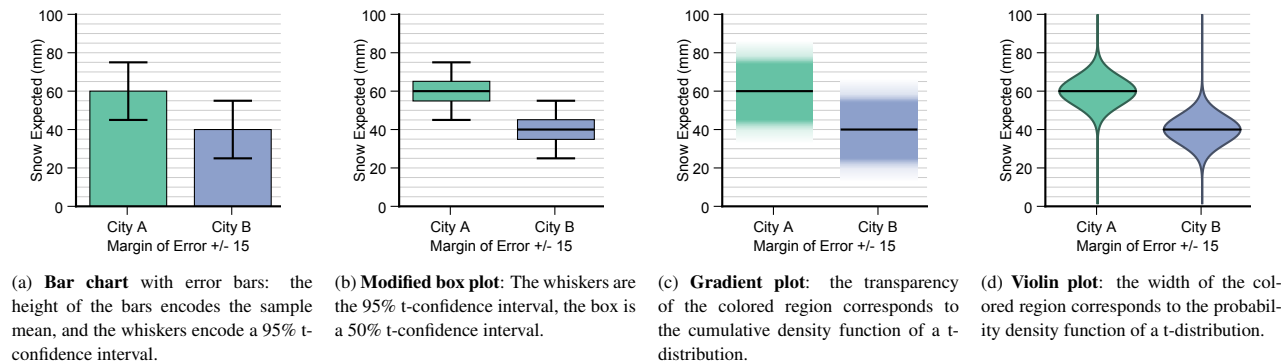 100
80
60
40
20
0
Snow Expected (mm)
City A
City B
Margin of Error +/- 15
100
80
60
40
20
0
Snow Expected (mm)
City A
City B
Margin of Error +/- 15
100
80
60
40
20
0
Snow Expected (mm)
City A
City B
Margin of Error +/- 15
100
80
60
40
20
0
Snow Expected (mm)
City A
City B
Margin of Error +/- 15
(a) Bar chart with error bars: the
height of the bars encodes the sample
mean, and the whiskers encode a 95% t-
confidence interval.
(b) Modified box plot: The whiskers are
the 95% t-confidence interval, the box is
a 50% t-confidence interval.
(c) Gradient plot: the transparency
of the colored region corresponds to
the cumulative density function of a t-
distribution.
(d) Violin plot: the width of the col-
ored region corresponds to the probabil-
ity density function of a t-distribution.